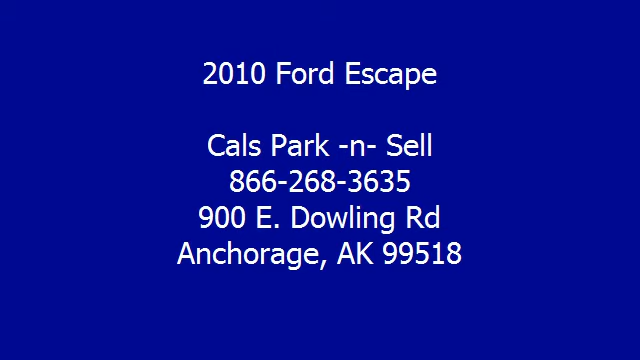 2010 Ford Escape
Cals Park -n- Sell
866-268-3635
900 E. Dowling Rd
Anchorage, AK 99518